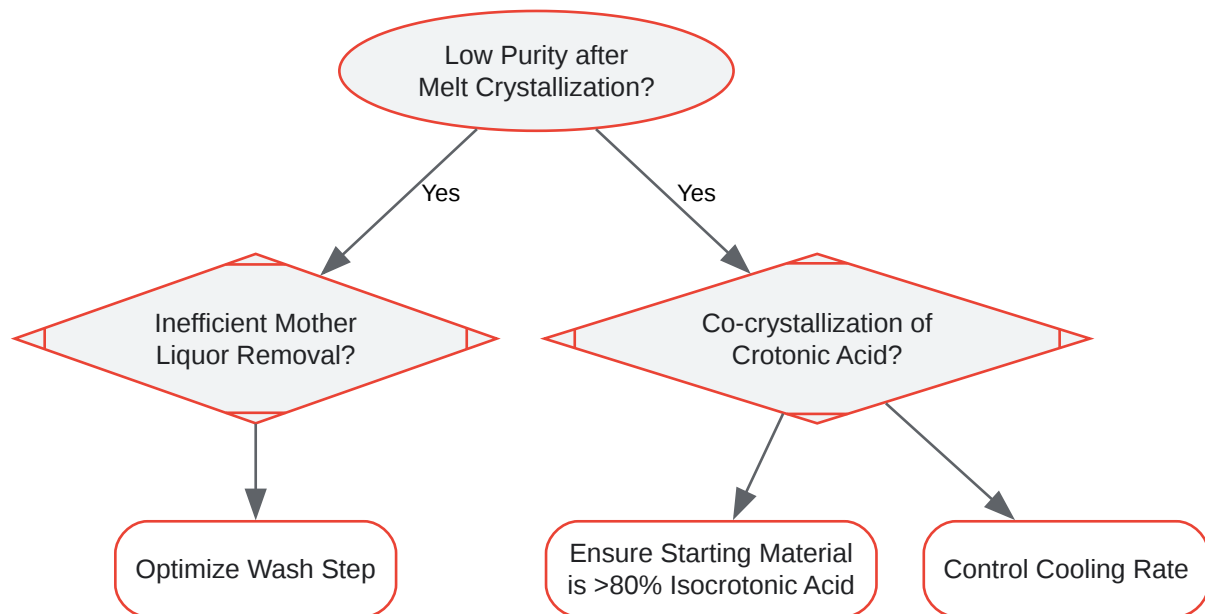 Low Purity after
Melt Crystallization?
Yes
Yes
Inefficient Mother
Liquor Removal?
Co-crystallization of
Crotonic Acid?
Optimize Wash Step
Ensure Starting Material
is >80% Isocrotonic Acid
Control Cooling Rate